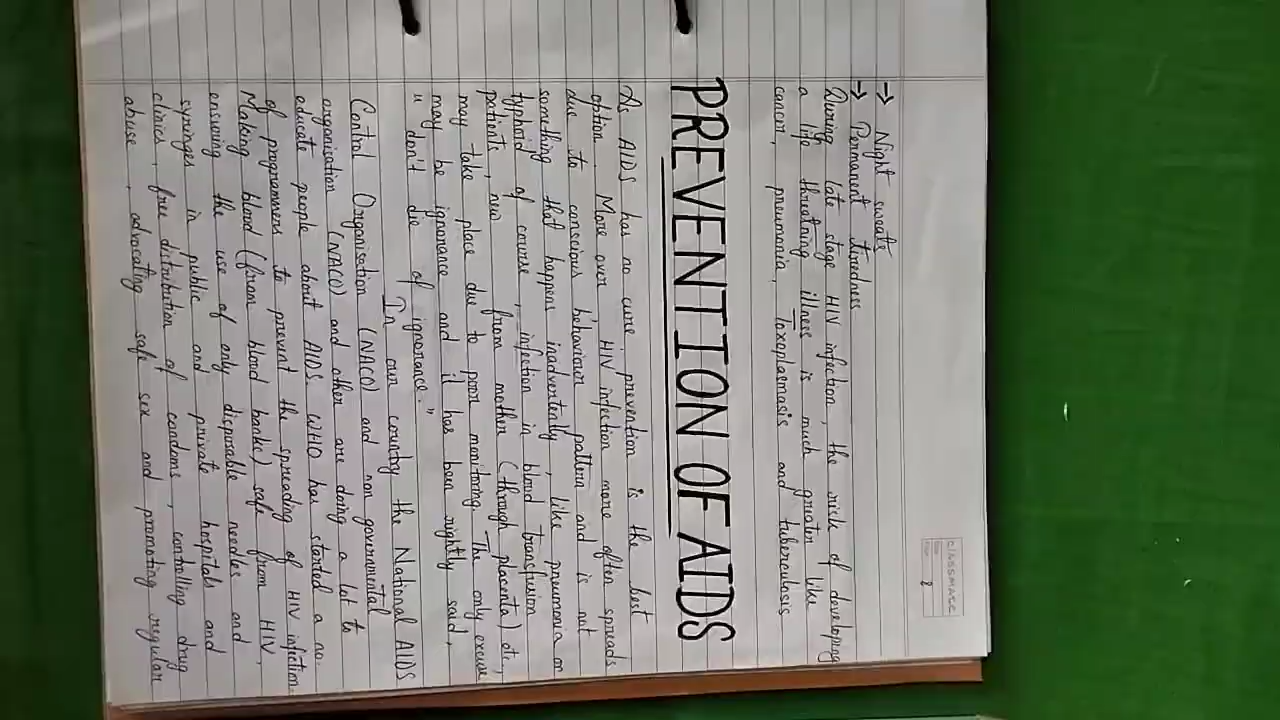 classmate
8
→ Night sweats
→ Permanent tiredness
During late stage HIV infection, the risk of developing
a life threatning illness is much greater like
cancer, pneumonia, toxoplasmosis and tuberculosis
PREVENTION OF AIDS
As AIDS has no cure, prevention is the best
option. More over, HIV infection more often spreads
due to conscious behaviour pattern and is not
something that happens inadvertently, like pneumonia or
typhoid of course, infection in blood transfusion
patients, new from mother (through placenta) etc,
may take place due to poor monitoring. The only excuse
may be ignorance and it has been rightly said,
" don't die of ignorance."
In our country the National AIDS
Control Organisation (NACO) and non governmental
organisation (NACO) and other are doing a lot to
educate people about AIDS. WHO has started a no.
of programmers to prevent the spreading of HIV infection.
Making blood (from blood banks) safe from HIV,
ensuring the use of only disposable needles and
syringes in public and private hospitals and
clinics, free distribution of condoms, controlling drug
abuse, advocating safe sex and promoting regular